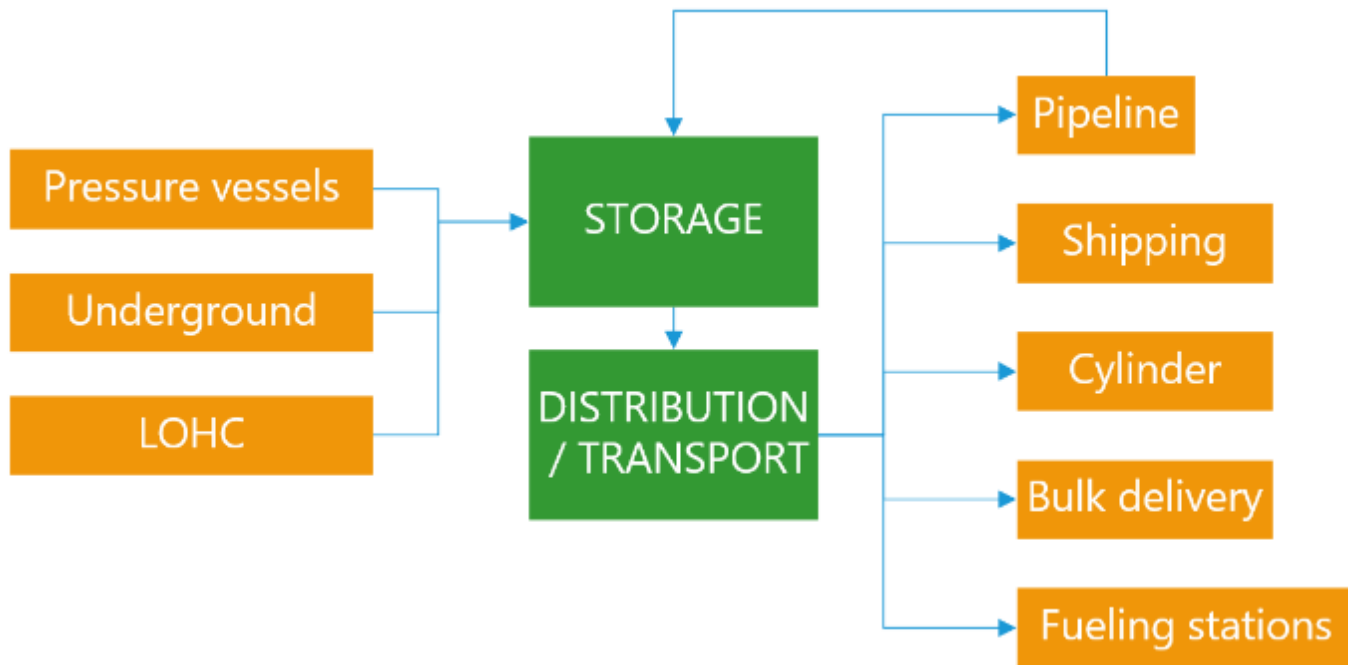 Pressure vessels
Underground
LOHC
STORAGE
DISTRIBUTION
/ TRANSPORT
Pipeline
Shipping
Cylinder
Bulk delivery
Fueling stations